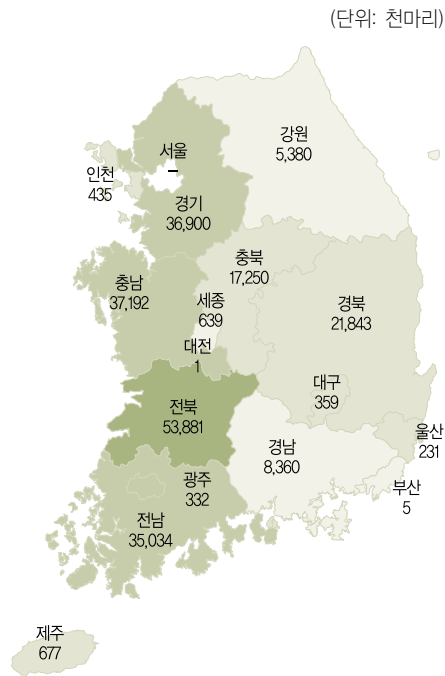 (단위: 천마리)
강원
5,380
서울
-
인천
435
경기
36,900
충북
17,250
충남
37,192
세종
639
경북
21,843
대전
1
대구
359
전북
53,881
울산
231
경남
8,360
부산
5
광주
332
전남
35,034
제주
677